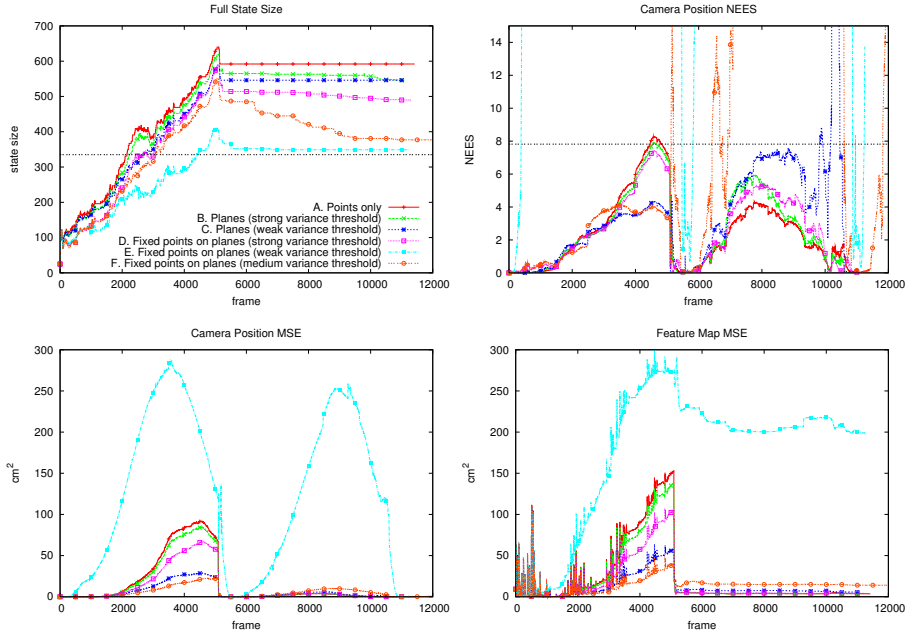 Full State Size
700
600
500
400
300
200
100
0
state size
0 2000 4000 6000 8000 10000 12000
frame
A. Points only
B. Planes (strong variance threshold)
C. Planes (weak variance threshold)
D. Fixed points on planes (strong variance threshold)
E. Fixed points on planes (weak variance threshold)
F. Fixed points on planes (medium variance threshold)
Camera Position NEES
14
12
10
8
6
4
2
0
NEES
0 2000 4000 6000 8000 10000 12000
frame
Camera Position MSE
300
250
200
150
100
50
0
cm²
0 2000 4000 6000 8000 10000 12000
frame
Feature Map MSE
300
250
200
150
100
50
0
cm²
0 2000 4000 6000 8000 10000 12000
frame